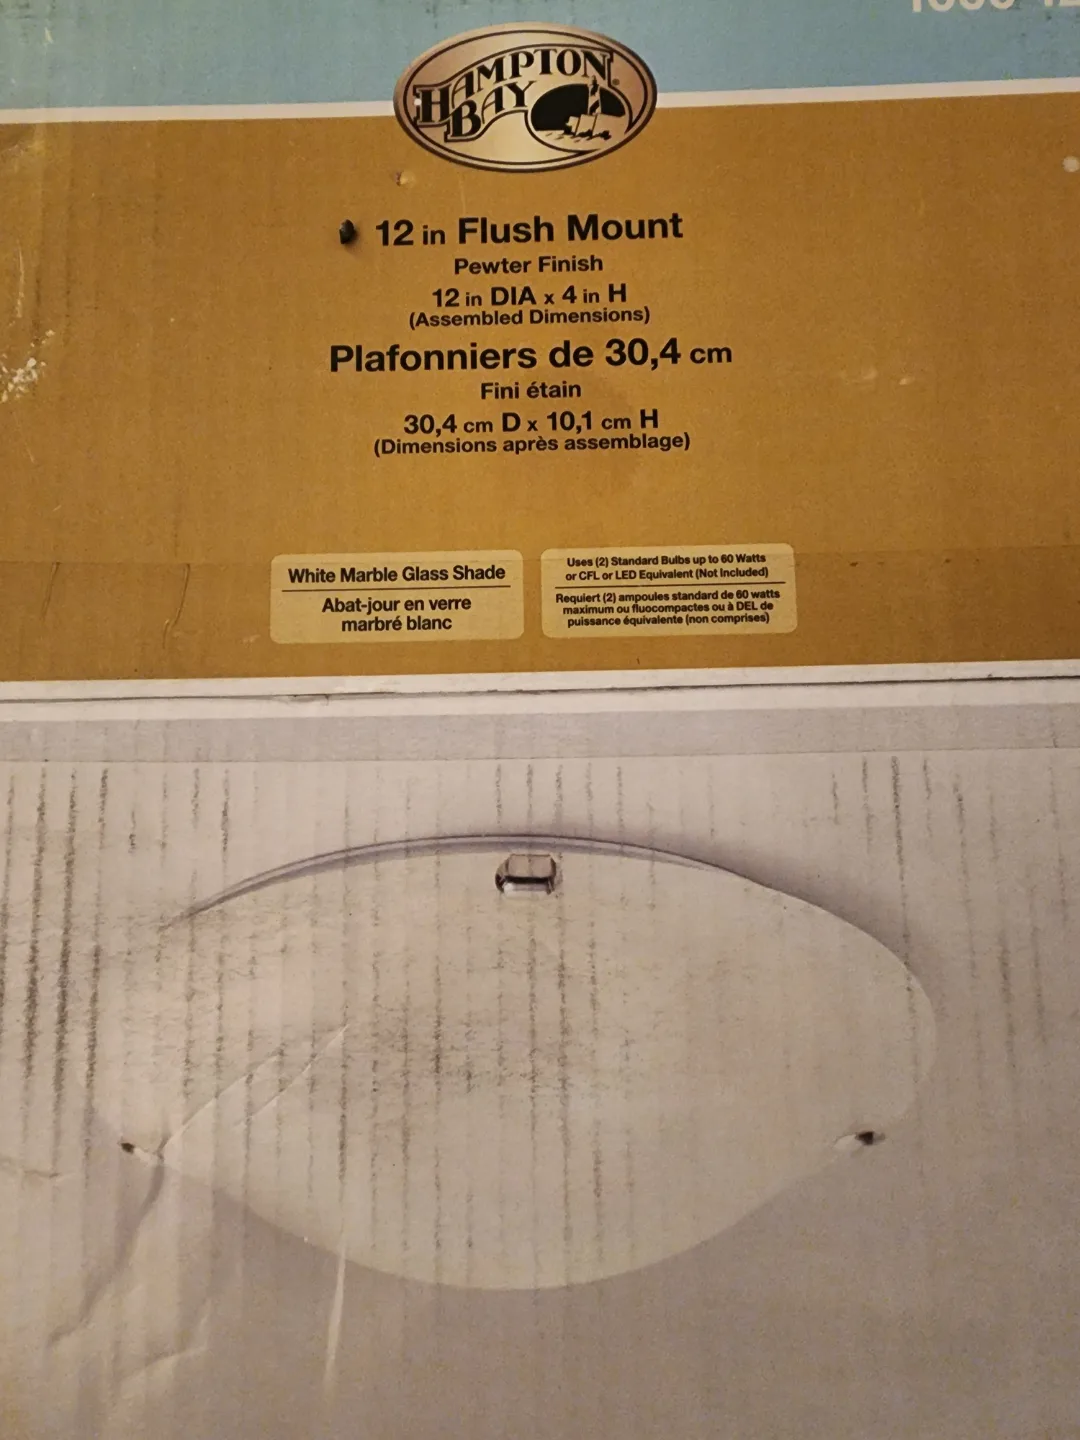 HAMPTON
BAY
12 in Flush Mount
Pewter Finish
12 in DIA x 4 in H
(Assembled Dimensions)
Plafonniers de 30,4 cm
Fini étain
30,4 cm D x 10,1 cm H
(Dimensions après assemblage)
White Marble Glass Shade
Abat-jour en verre
marbré blanc
Uses (2) Standard Bulbs up to 60 Watts
or CFL or LED Equivalent (Not Included)
Requiert (2) ampoules standard de 60 watts
maximum ou fluocompactes ou à DEL de
puissance équivalente (non comprises)